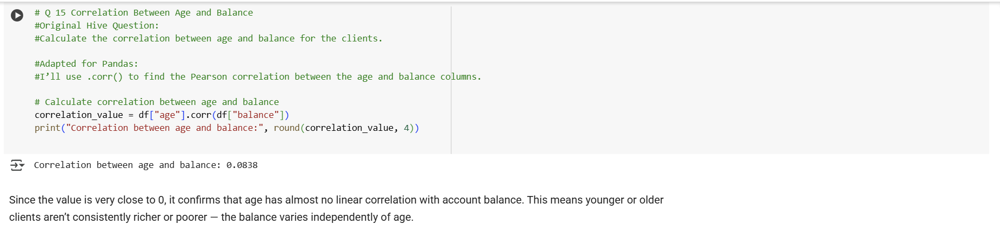 # Q 15 Correlation Between Age and Balance
#Original Hive Question:
#Calculate the correlation between age and balance for the clients.
#Adapted for Pandas:
#I’ll use .corr() to find the Pearson correlation between the age and balance columns.
# Calculate correlation between age and balance
correlation_value = df["age"].corr(df["balance"])
print("Correlation between age and balance:", round(correlation_value, 4))
Correlation between age and balance: 0.0838
Since the value is very close to 0, it confirms that age has almost no linear correlation with account balance. This means younger or older
clients aren’t consistently richer or poorer — the balance varies independently of age.